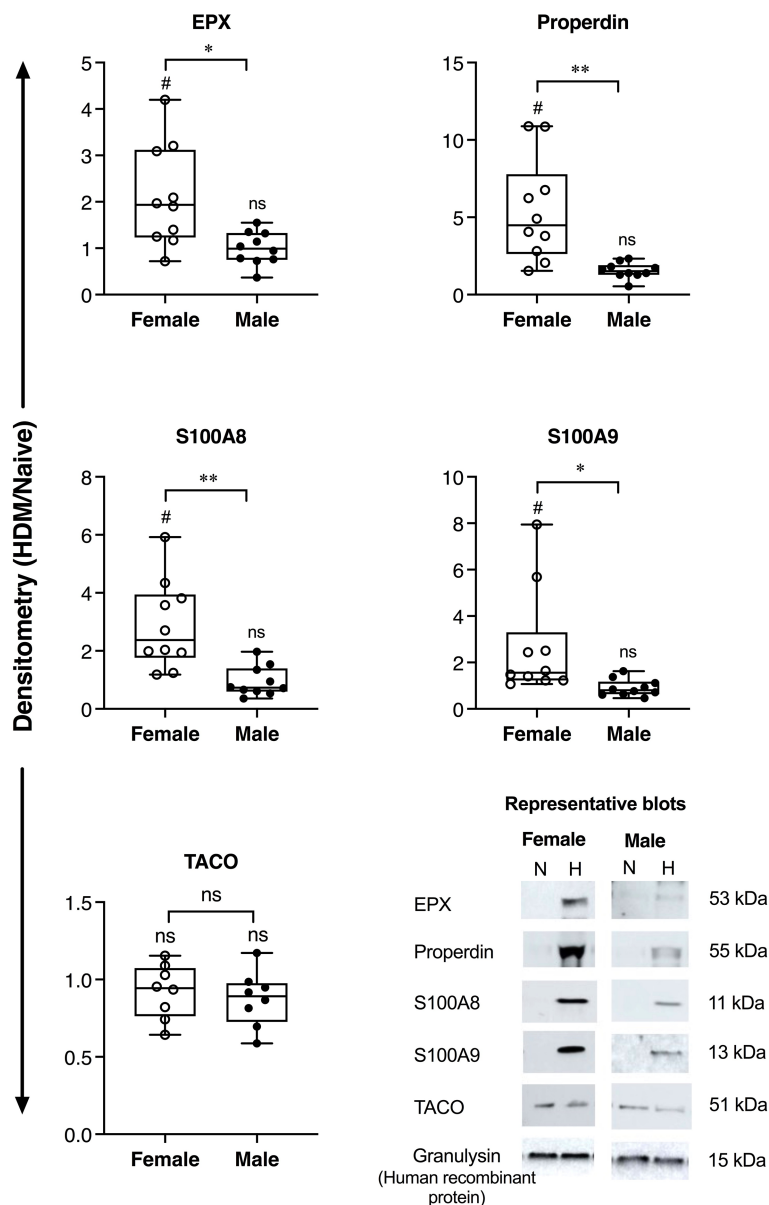 EPX
*
#
ns
5
4
3
2
1
0
Female Male
Properdin
**
#
ns
15
10
5
0
Female Male
Densitometry (HDM/Naive)
S100A8
**
#
ns
8
6
4
2
0
Female Male
S100A9
*
#
ns
10
8
6
4
2
0
Female Male
TACO
ns
ns ns
1.5
1.0
0.5
0.0
Female Male
Representative blots
Female Male
N H N H
EPX 53 kDa
Properdin 55 kDa
S100A8 11 kDa
S100A9 13 kDa
TACO 51 kDa
Granulysin 15 kDa
(Human recombinant
protein)